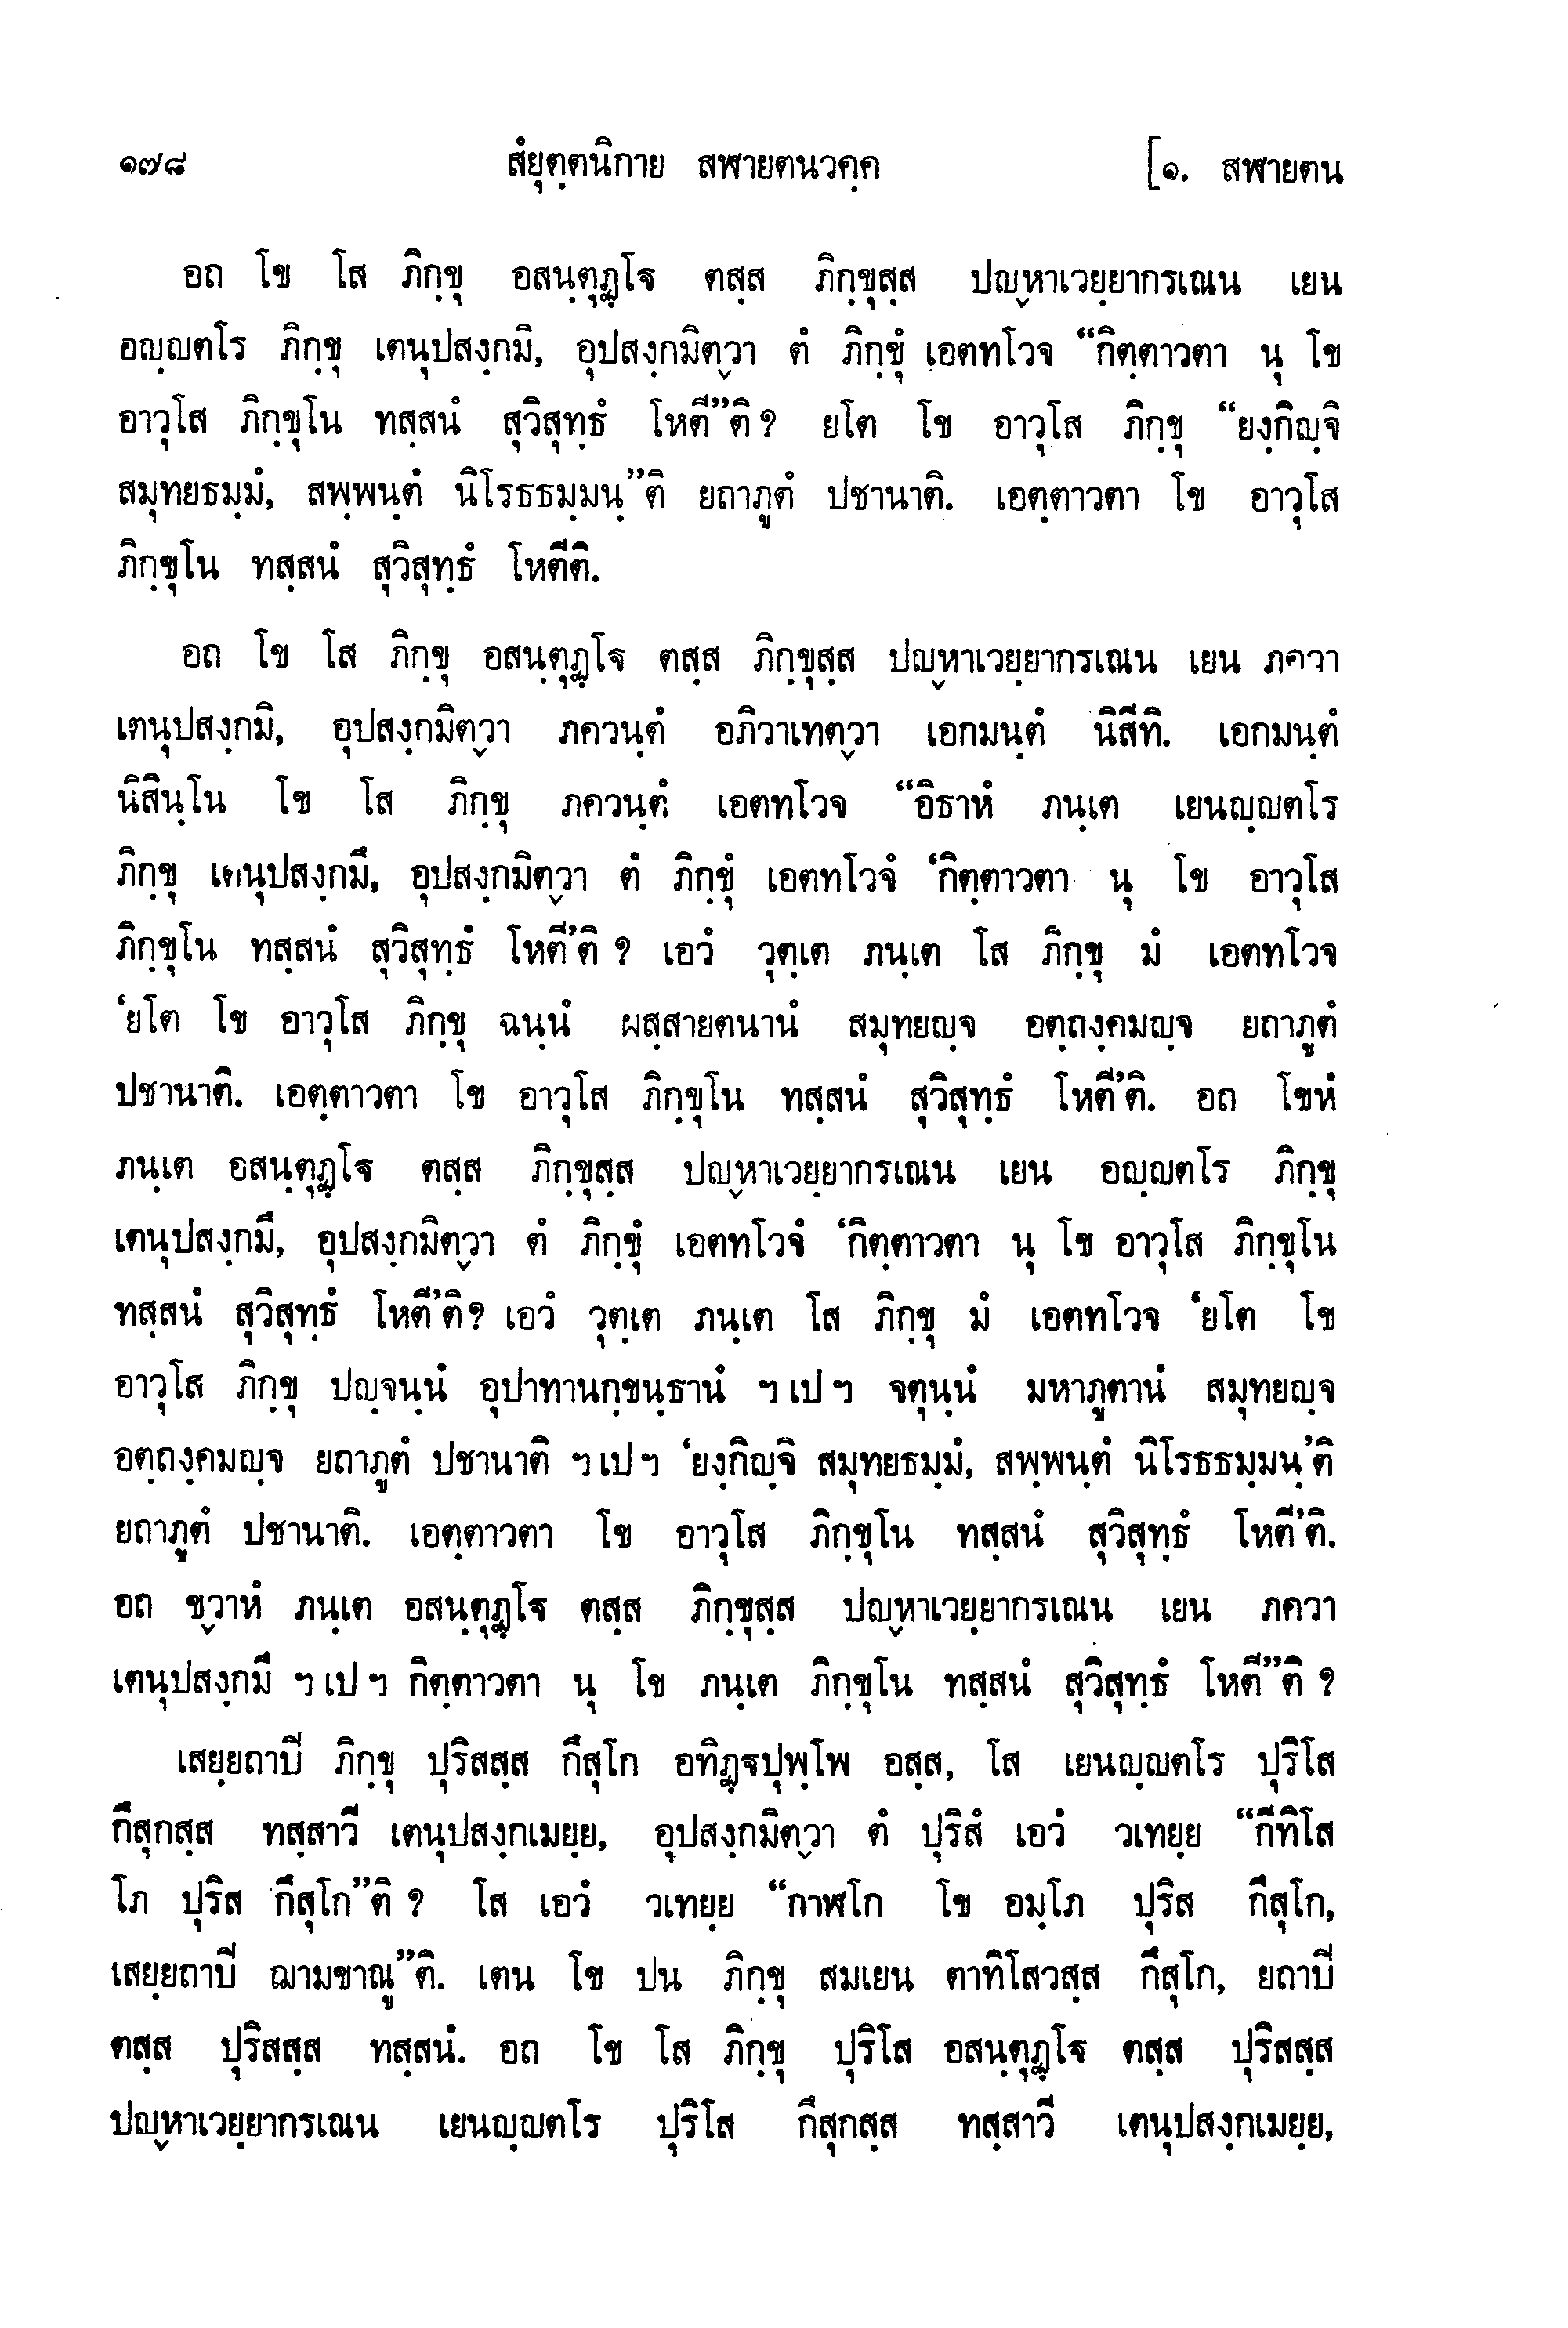 ๑๗๘ สํยุตฺตนิกาย สฬายตนวคฺค [๑. สฬายตน
อถ โข โส ภิกฺขุ อสนฺตุฏฺโฐ ตสฺส ภิกฺขุสฺส ปญฺหาเวยฺยากรเณน เยน
อญฺญตโร ภิกฺขุ เตนุปสงฺกมิ, อุปสงฺกมิตฺวา ตํ ภิกฺขุํ เอตทโวจ “กิตฺตาวตา นุ โข
อาวุโส ภิกฺขุโน ทสฺสนํ สุวิสุทฺธํ โหตี”ติ ? ยโต โข อาวุโส ภิกฺขุ “ยงฺกิญฺจิ
สมุทยธมฺมํ, สพฺพนฺตํ นิโรธธมฺมนฺ”ติ ยถาภูตํ ปชานาติ. เอตฺตาวตา โข อาวุโส
ภิกฺขุโน ทสฺสนํ สุวิสุทฺธํ โหตีติ.
อถ โข โส ภิกฺขุ อสนฺตุฏฺโฐ ตสฺส ภิกฺขุสฺส ปญฺหาเวยฺยากรเณน เยน ภควา
เตนุปสงฺกมิ, อุปสงฺกมิตฺวา ภควนฺตํ อภิวาเทตฺวา เอกมนฺตํ นิสีทิ. เอกมนฺตํ
นิสินฺโน โข โส ภิกฺขุ ภควนฺตํ เอตทโวจ “อิธาหํ ภนฺเต เยนญฺญตโร
ภิกฺขุ เตนุปสงฺกมึ, อุปสงฺกมิตฺวา ตํ ภิกฺขุํ เอตทโวจํ ‘กิตฺตาวตา นุ โข อาวุโส
ภิกฺขุโน ทสฺสนํ สุวิสุทฺธํ โหตี’ติ ? เอวํ วุตฺเต ภนฺเต โส ภิกฺขุ มํ เอตทโวจ
‘ยโต โข อาวุโส ภิกฺขุ ฉนฺนํ ผสฺสายตนานํ สมุทยญฺจ อตฺถงฺคมญฺจ ยถาภูตํ
ปชานาติ. เอตฺตาวตา โข อาวุโส ภิกฺขุโน ทสฺสนํ สุวิสุทฺธํ โหตี’ติ. อถ โขหํ
ภนฺเต อสนฺตุฏฺโฐ ตสฺส ภิกฺขุสฺส ปญฺหาเวยฺยากรเณน เยน อญฺญตโร ภิกฺขุ
เตนุปสงฺกมึ, อุปสงฺกมิตฺวา ตํ ภิกฺขุํ เอตทโวจํ ‘กิตฺตาวตา นุ โข อาวุโส ภิกฺขุโน
ทสฺสนํ สุวิสุทฺธํ โหตี’ติ ? เอวํ วุตฺเต ภนฺเต โส ภิกฺขุ มํ เอตทโวจ ‘ยโต โข
อาวุโส ภิกฺขุ ปญฺจนฺนํ อุปาทานกฺขนฺธานํ ฯ เป ฯ จตุนฺนํ มหาภูตานํ สมุทยญฺจ
อตฺถงฺคมญฺจ ยถาภูตํ ปชานาติ ฯ เป ฯ ‘ยงฺกิญฺจิ สมุทยธมฺมํ, สพฺพนฺตํ นิโรธธมฺมนฺ’ติ
ยถาภูตํ ปชานาติ. เอตฺตาวตา โข อาวุโส ภิกฺขุโน ทสฺสนํ สุวิสุทฺธํ โหตี’ติ.
อถ ขฺวาหํ ภนฺเต อสนฺตุฏฺโฐ ตสฺส ภิกฺขุสฺส ปญฺหาเวยฺยากรเณน เยน ภควา
เตนุปสงฺกมึ ฯ เป ฯ กิตฺตาวตา นุ โข ภนฺเต ภิกฺขุโน ทสฺสนํ สุวิสุทฺธํ โหตี”ติ ?
เสยฺยถาปิ ภิกฺขุ ปุริสสฺส กึสุโก อทิฏฺฐปุพฺโพ อสฺส, โส เยนญฺญตโร ปุริโส
กึสุกสฺส ทสฺสาวี เตนุปสงฺกเมยฺย, อุปสงฺกมิตฺวา ตํ ปุริสํ เอวํ วเทยฺย “กีทิโส
โภ ปุริส กึสุโก”ติ ? โส เอวํ วเทยฺย “กาฬโก โข อมฺโภ ปุริส กึสุโก,
เสยฺยถาปิ ฌามขาณู”ติ. เตน โข ปน ภิกฺขุ สมเยน ตาทิโสวสฺส กึสุโก, ยถาปิ
ตสฺส ปุริสสฺส ทสฺสนํ. อถ โข โส ภิกฺขุ ปุริโส อสนฺตุฏฺโฐ ตสฺส ปุริสสฺส
ปญฺหาเวยฺยากรเณน เยนญฺญตโร ปุริโส กึสุกสฺส ทสฺสาวี เตนุปสงฺกเมยฺย,